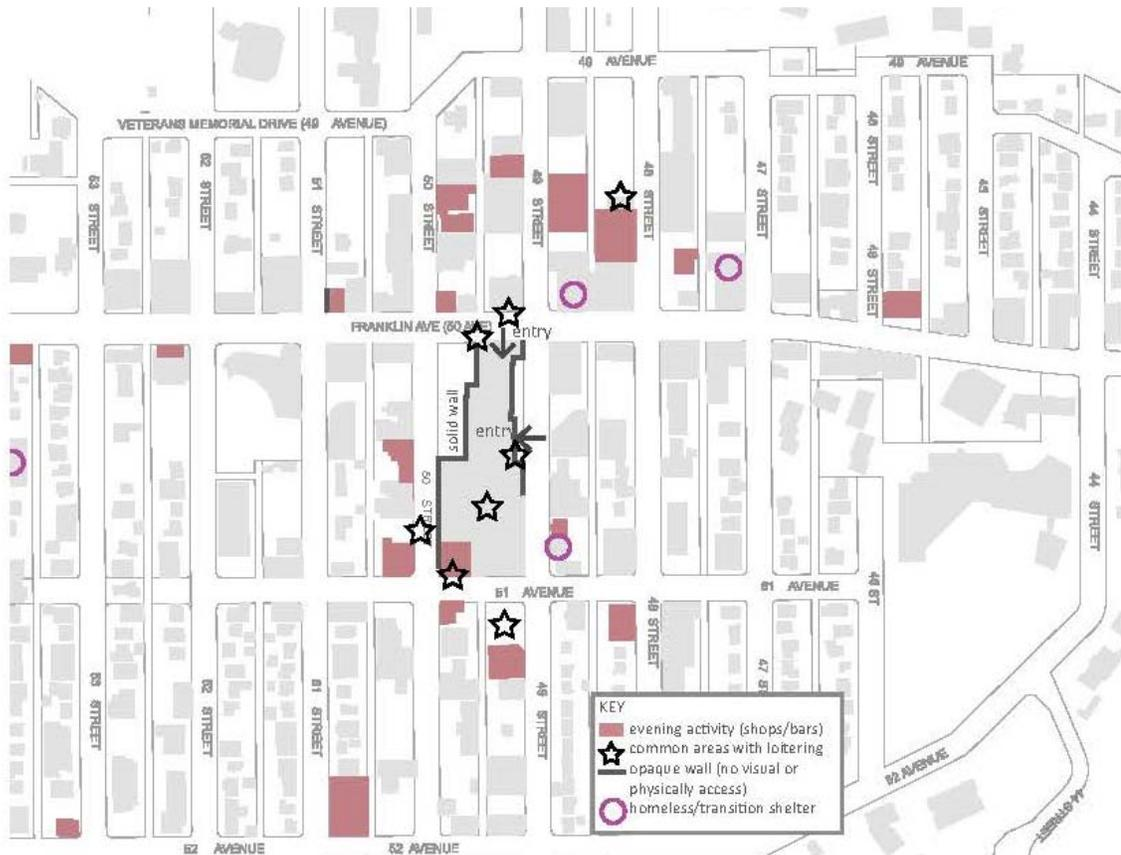 49 AVENUE
49 AVENUE
VETERANS MEMORIAL DRIVE (49 AVENUE)
53 STREET
52 STREET
51 STREET
50 STREET
49 STREET
48 STREET
47 STREET
46 STREET
45 STREET
44 STREET
46 STREET
FRANKLIN AVE (50 AVE)
entry
solid wall
entry
50 STR
44 STREET
51 AVENUE
51 AVENUE
46 ST
53 STREET
52 STREET
51 STREET
49 STREET
48 STREET
47 S
KEY
evening activity (shops/bars)
common areas with loitering
opaque wall (no visual or
physically access)
homeless/transition shelter
52 AVENUE
44 STREET
52 AVENUE
52 AVENUE